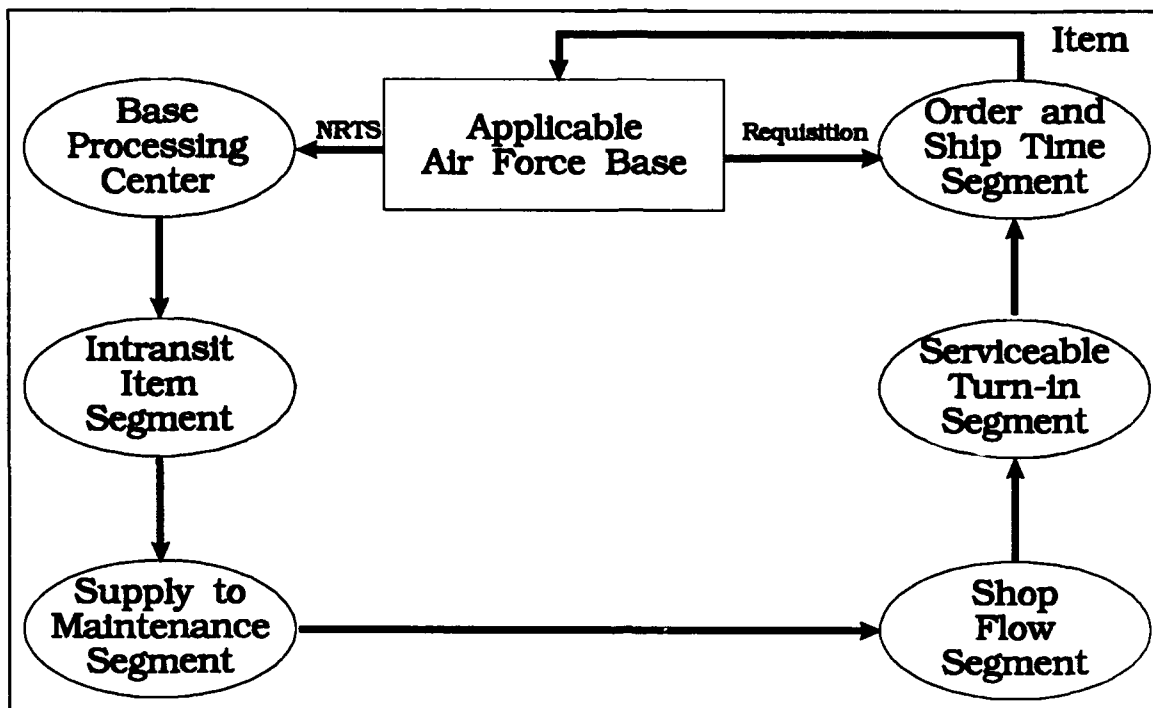 Item
Base
Processing
Center
NRTS
Applicable
Air Force Base
Requisition
Order and
Ship Time
Segment
Intransit
Item
Segment
Serviceable
Turn-in
Segment
Supply to
Maintenance
Segment
Shop
Flow
Segment